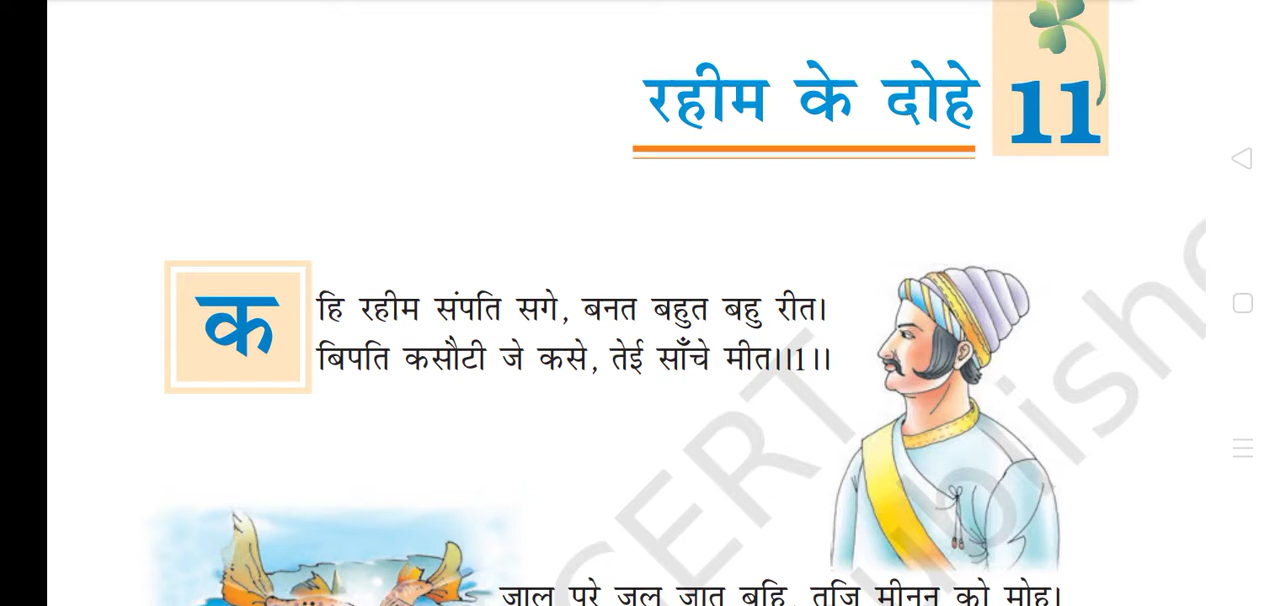 रहीम के दोहे
11
कहि रहीम संपति सगे, बनत बहुत बहु रीत।
बिपति कसौटी जे कसे, तेई साँचे मीत।।1।।
जाल परे जल जात बहि, तजि मीनन को मोह।